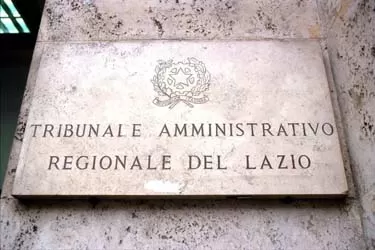 TRIBUNALE AMMINISTRATIVO
REGIONALE DEL LAZIO